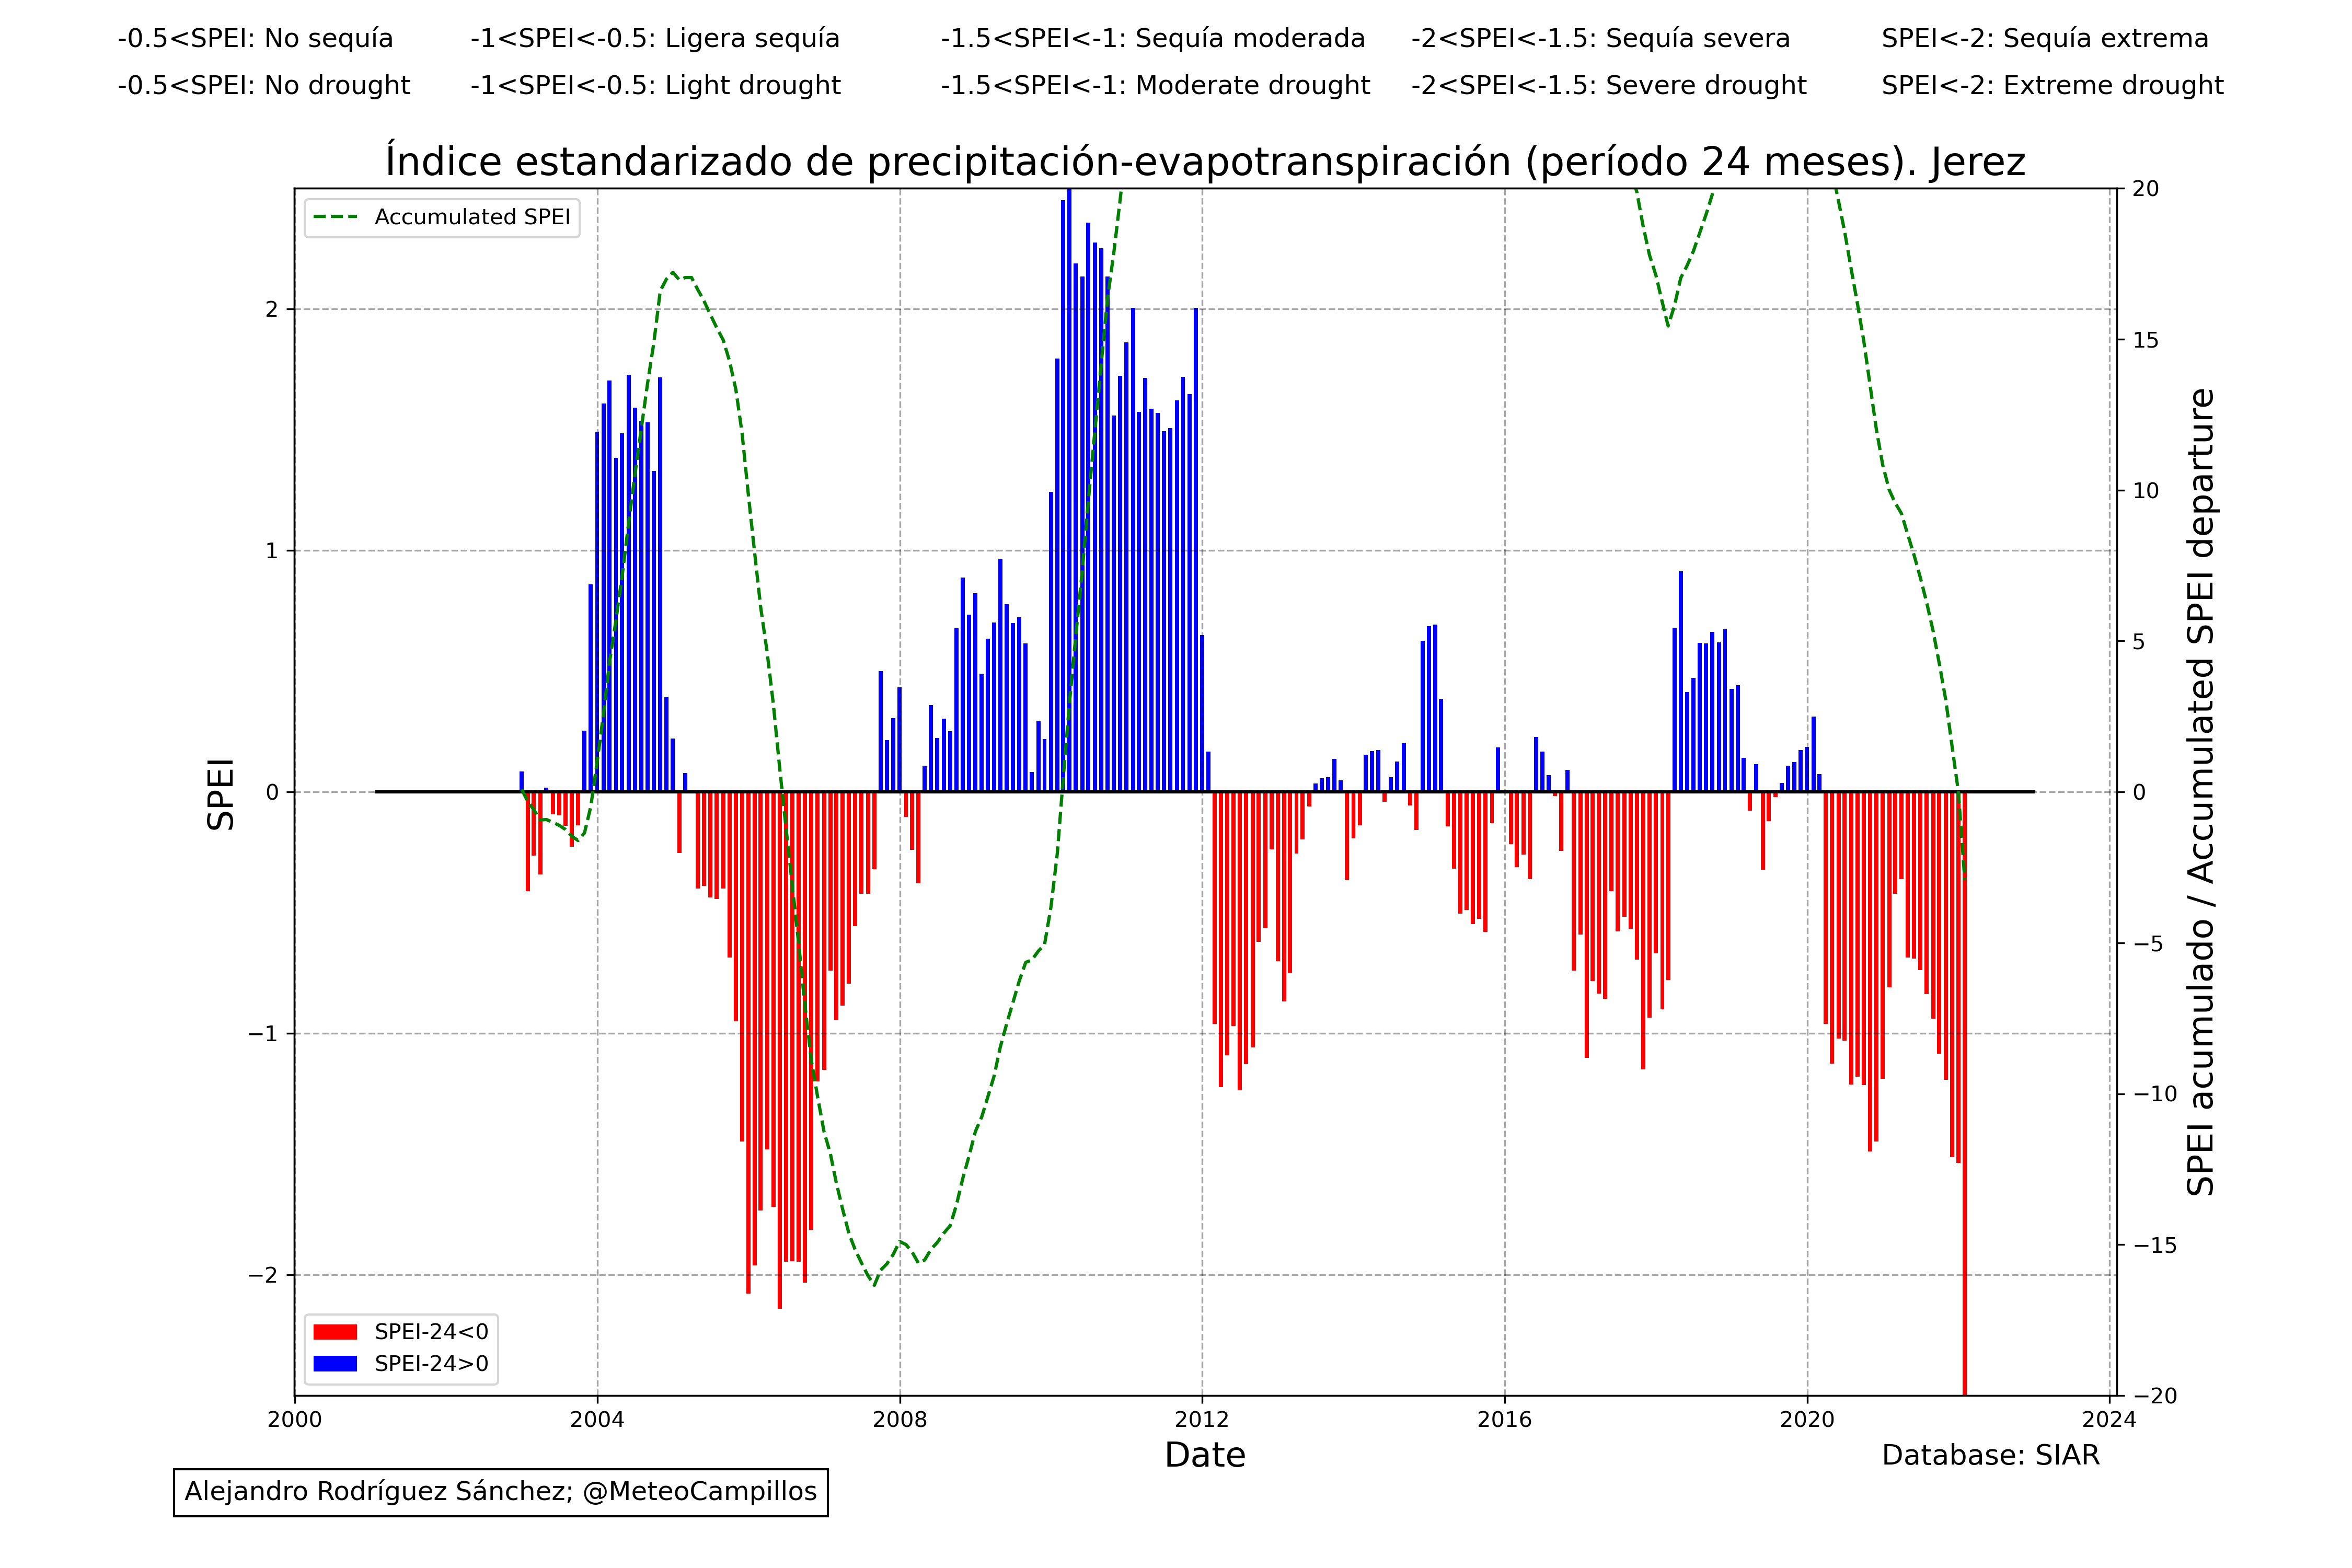 -0.5<SPEI: No sequía -1<SPEI<-0.5: Ligera sequía -1.5<SPEI<-1: Sequía moderada -2<SPEI<-1.5: Sequía severa SPEI<-2: Sequía extrema
-0.5<SPEI: No drought -1<SPEI<-0.5: Light drought -1.5<SPEI<-1: Moderate drought -2<SPEI<-1.5: Severe drought SPEI<-2: Extreme drought
Índice estandarizado de precipitación-evapotranspiración (período 24 meses). Jerez
Accumulated SPEI
2
1
0
−1
−2
SPEI
20
15
10
5
0
−5
−10
−15
−20
SPEI acumulado / Accumulated SPEI departure
SPEI-24<0
SPEI-24>0
2000 2004 2008 2012 2016 2020 2024
Date
Database: SIAR
Alejandro Rodríguez Sánchez; @MeteoCampillos